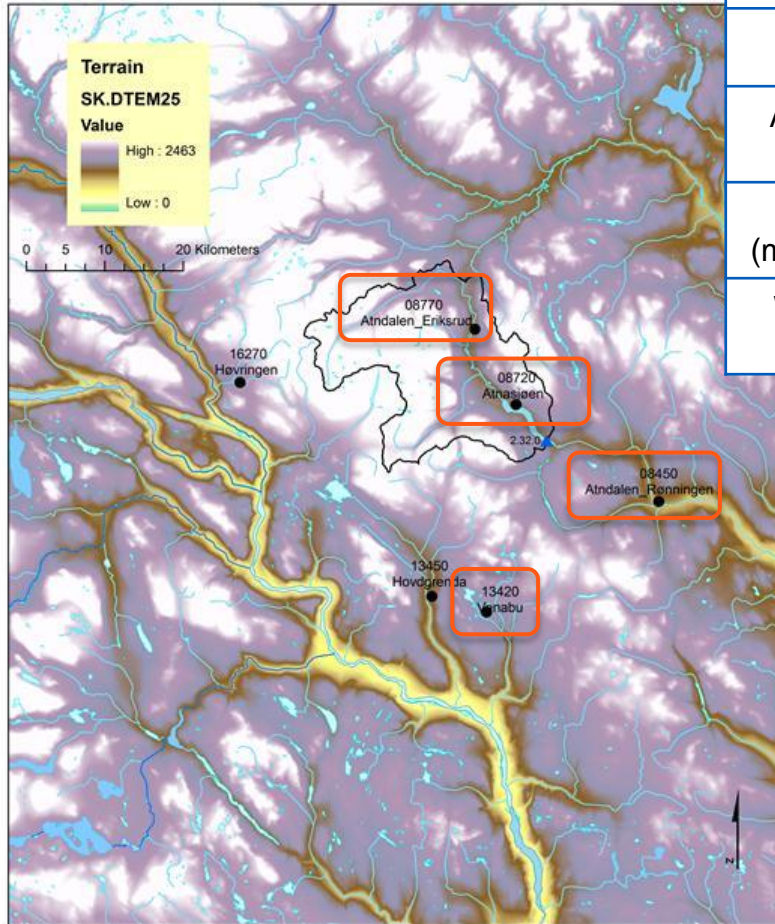 Terrain
SK.DTEM25
Value
High : 2463
Low : 0
0 5 10 20 Kilometers
(m
08770
Atndalen_Eriksrud
16270
Høvringen
08720
Atnasjøen
2.32.0
08450
Atndalen_Rønningen
13450
Hovdgrenda
13420
Venabu
N